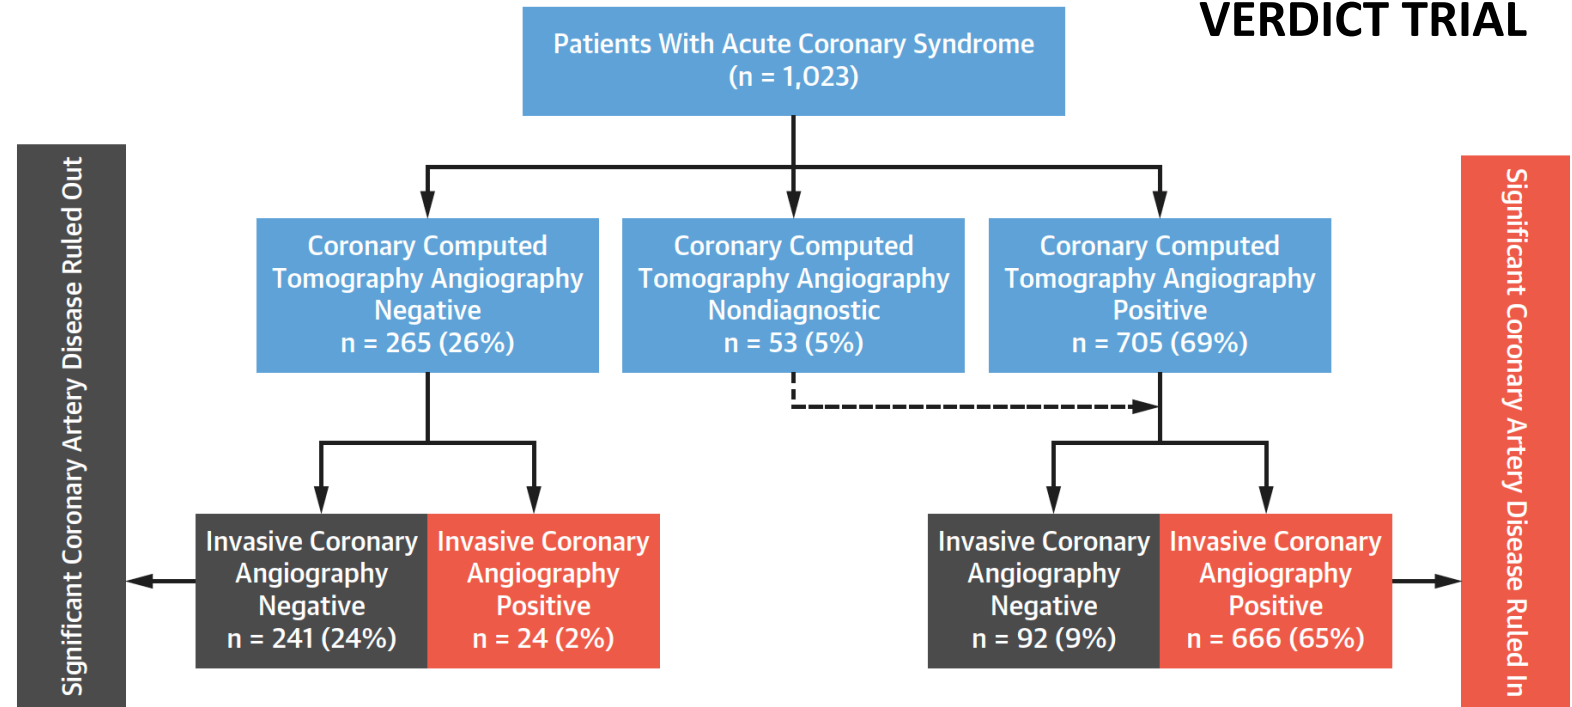 VERDICT TRIAL
Patients With Acute Coronary Syndrome
(n = 1,023)
Significant Coronary Artery Disease Ruled Out
Coronary Computed
Tomography Angiography
Negative
n = 265 (26%)
Coronary Computed
Tomography Angiography
Nondiagnostic
n = 53 (5%)
Coronary Computed
Tomography Angiography
Positive
n = 705 (69%)
Significant Coronary Artery Disease Ruled In
Invasive Coronary
Angiography
Negative
n = 241 (24%)
Invasive Coronary
Angiography
Positive
n = 24 (2%)
Invasive Coronary
Angiography
Negative
n = 92 (9%)
Invasive Coronary
Angiography
Positive
n = 666 (65%)